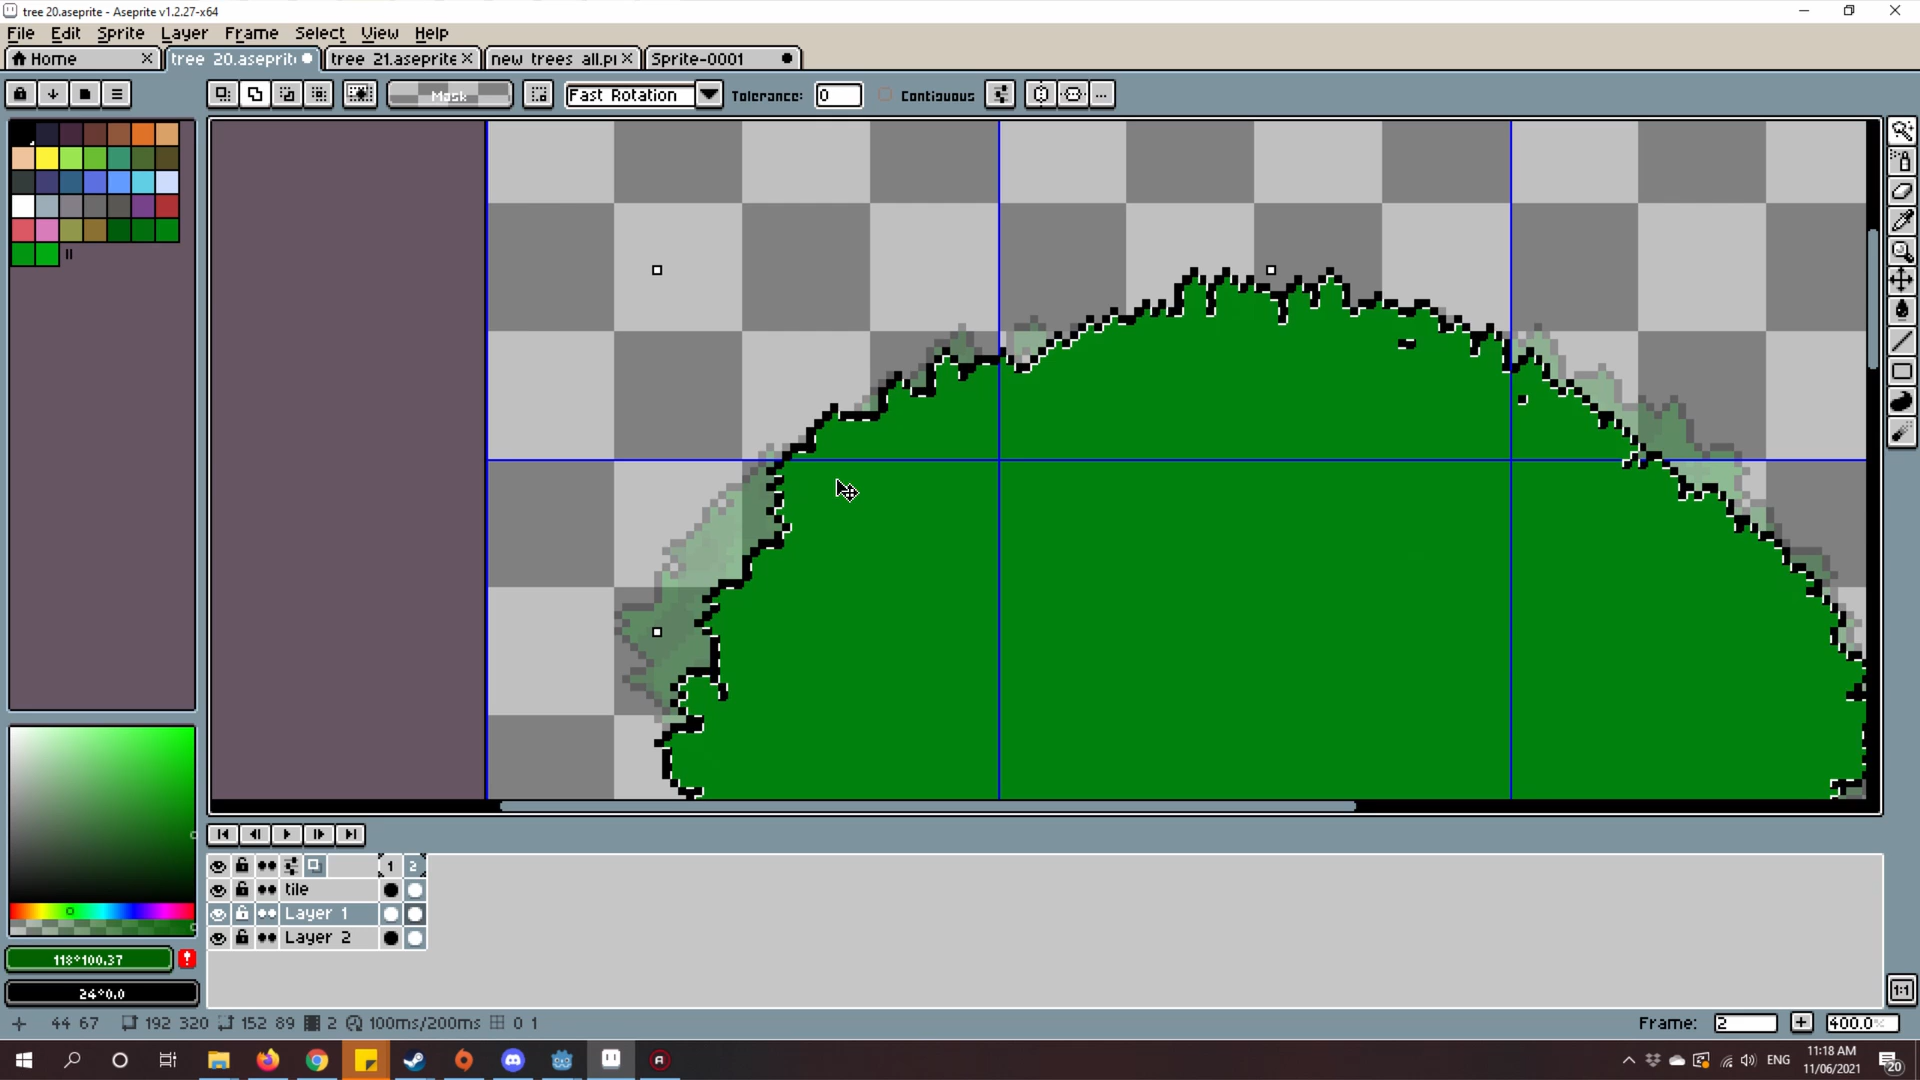 tree 20.aseprite - Aseprite v1.2.27-x64
File Edit Sprite Layer Frame Select View Help
Home tree 20.asepri tree 21.aseprite new trees all.p Sprite-0001
Mask Fast Rotation Tolerance: 0 Contiguous
1 2
tile
Layer 1
Layer 2
118°100.37 !
24°0.0
44 67 192 320 152 89 2 100ms/200ms 0 1 Frame: 2 + 400.0
1:1
ENG 11:18 AM
11/06/2021 20